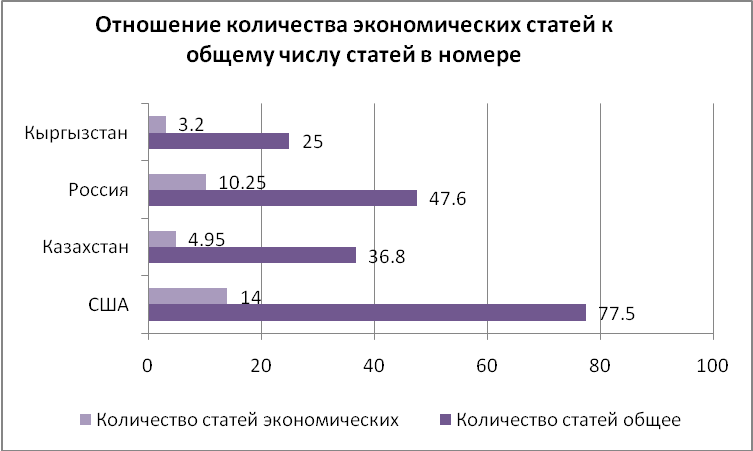 Отношение количества экономических статей к
общему числу статей в номере
Кыргызстан
3.2
25
Россия
10.25
47.6
Казахстан
4.95
36.8
США
14
77.5
0 20 40 60 80 100
Количество статей экономических Количество статей общее